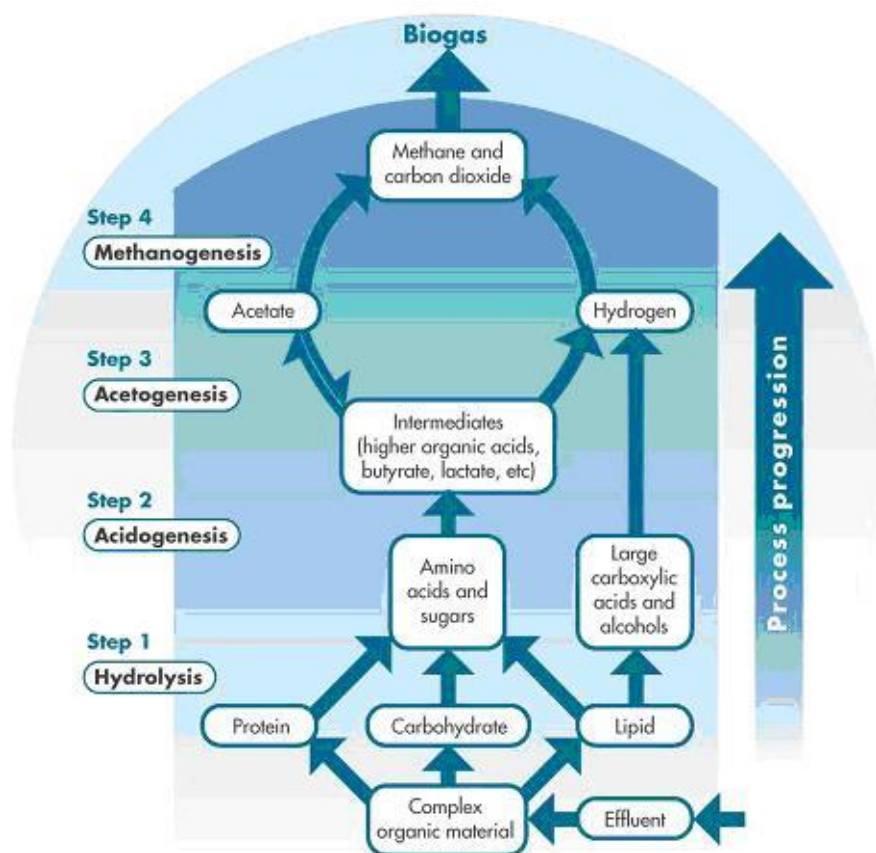 Biogas
Methane and
carbon dioxide
Step 4
Methanogenesis
Acetate
Hydrogen
Step 3
Acetogenesis
Intermediates
(higher organic acids,
butyrate, lactate, etc)
Step 2
Acidogenesis
Amino
acids and
sugars
Large
carboxylic
acids and
alcohols
Step 1
Hydrolysis
Protein
Carbohydrate
Lipid
Complex
organic material
Effluent
Process progression